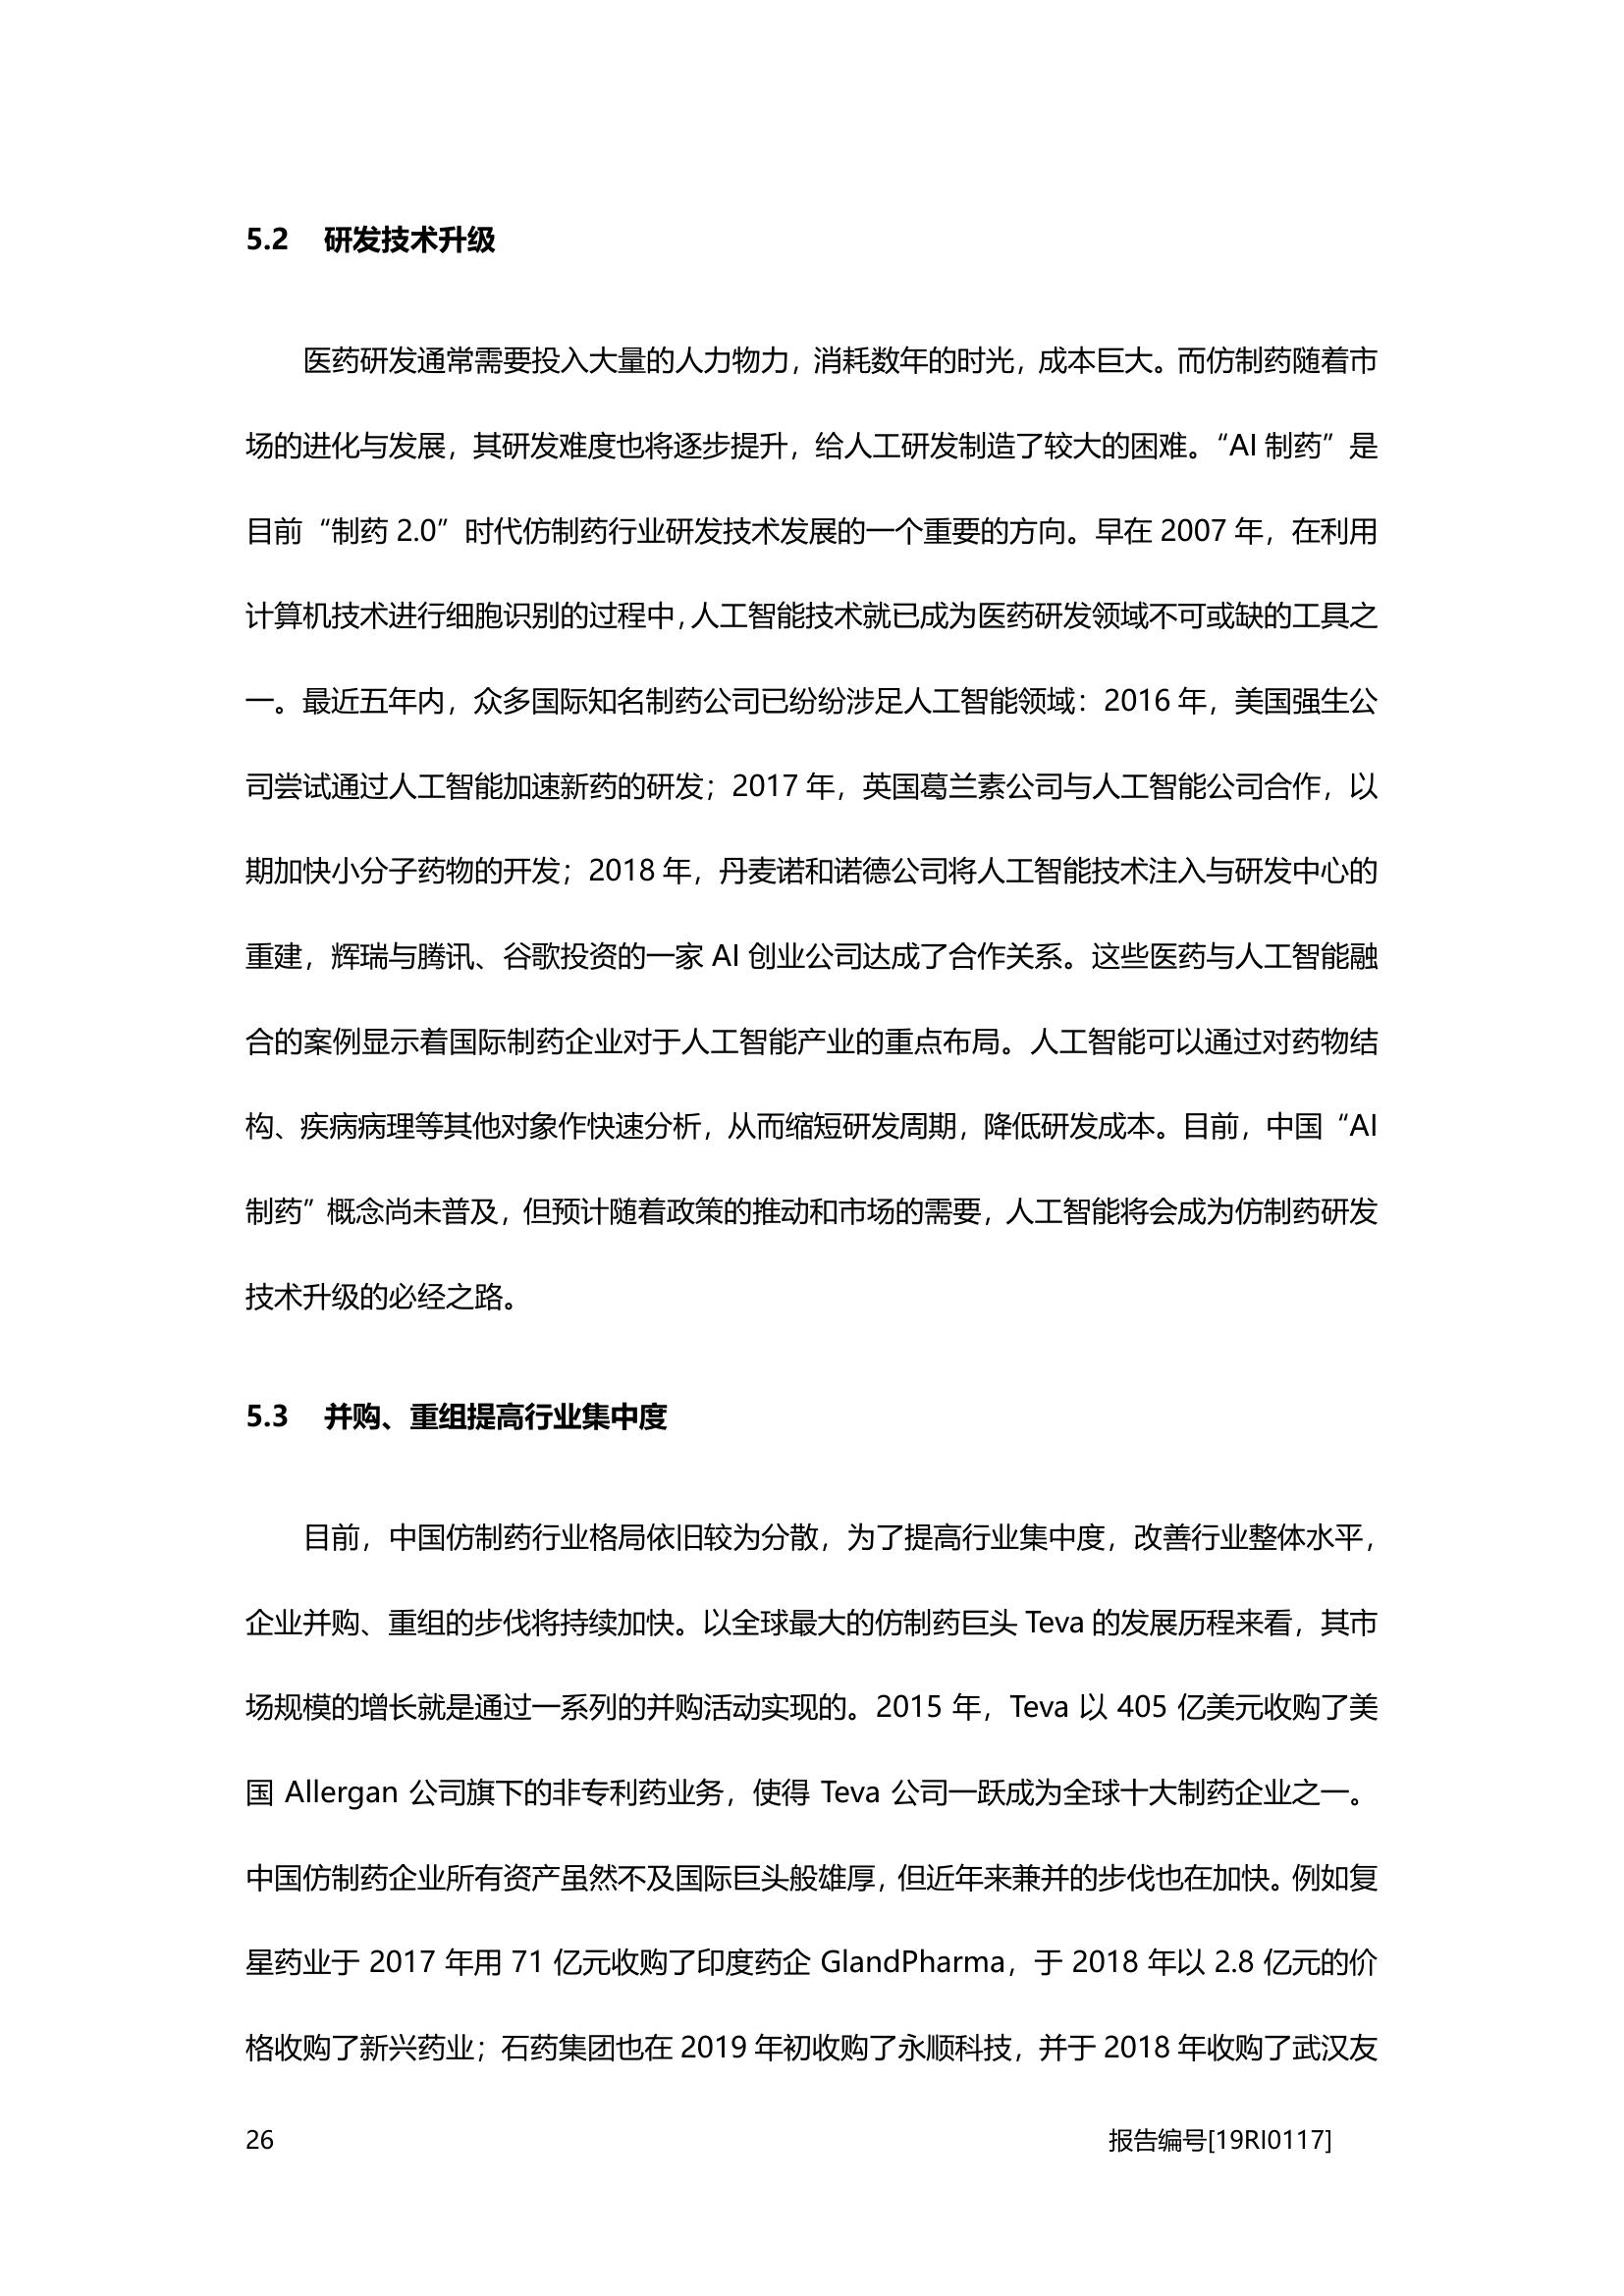 5.2 研发技术升级
医药研发通常需要投入大量的人力物力，消耗数年的时光，成本巨大。而仿制药随着市
场的进化与发展，其研发难度也将逐步提升，给人工研发制造了较大的困难。“AI 制药”是
目前“制药 2.0”时代仿制药行业研发技术发展的一个重要的方向。早在 2007 年，在利用
计算机技术进行细胞识别的过程中，人工智能技术就已成为医药研发领域不可或缺的工具之
一。最近五年内，众多国际知名制药公司已纷纷涉足人工智能领域：2016 年，美国强生公
司尝试通过人工智能加速新药的研发；2017 年，英国葛兰素公司与人工智能公司合作，以
期加快小分子药物的开发；2018 年，丹麦诺和诺德公司将人工智能技术注入与研发中心的
重建，辉瑞与腾讯、谷歌投资的一家 AI 创业公司达成了合作关系。这些医药与人工智能融
合的案例显示着国际制药企业对于人工智能产业的重点布局。人工智能可以通过对药物结
构、疾病病理等其他对象作快速分析，从而缩短研发周期，降低研发成本。目前，中国“AI
制药”概念尚未普及，但预计随着政策的推动和市场的需要，人工智能将会成为仿制药研发
技术升级的必经之路。
5.3 并购、重组提高行业集中度
目前，中国仿制药行业格局依旧较为分散，为了提高行业集中度，改善行业整体水平，
企业并购、重组的步伐将持续加快。以全球最大的仿制药巨头 Teva 的发展历程来看，其市
场规模的增长就是通过一系列的并购活动实现的。2015 年，Teva 以 405 亿美元收购了美
国 Allergan 公司旗下的非专利药业务，使得 Teva 公司一跃成为全球十大制药企业之一。
中国仿制药企业所有资产虽然不及国际巨头般雄厚，但近年来兼并的步伐也在加快。例如复
星药业于 2017 年用 71 亿元收购了印度药企 GlandPharma，于 2018 年以 2.8 亿元的价
格收购了新兴药业；石药集团也在 2019 年初收购了永顺科技，并于 2018 年收购了武汉友
26 报告编号[19RI0117]